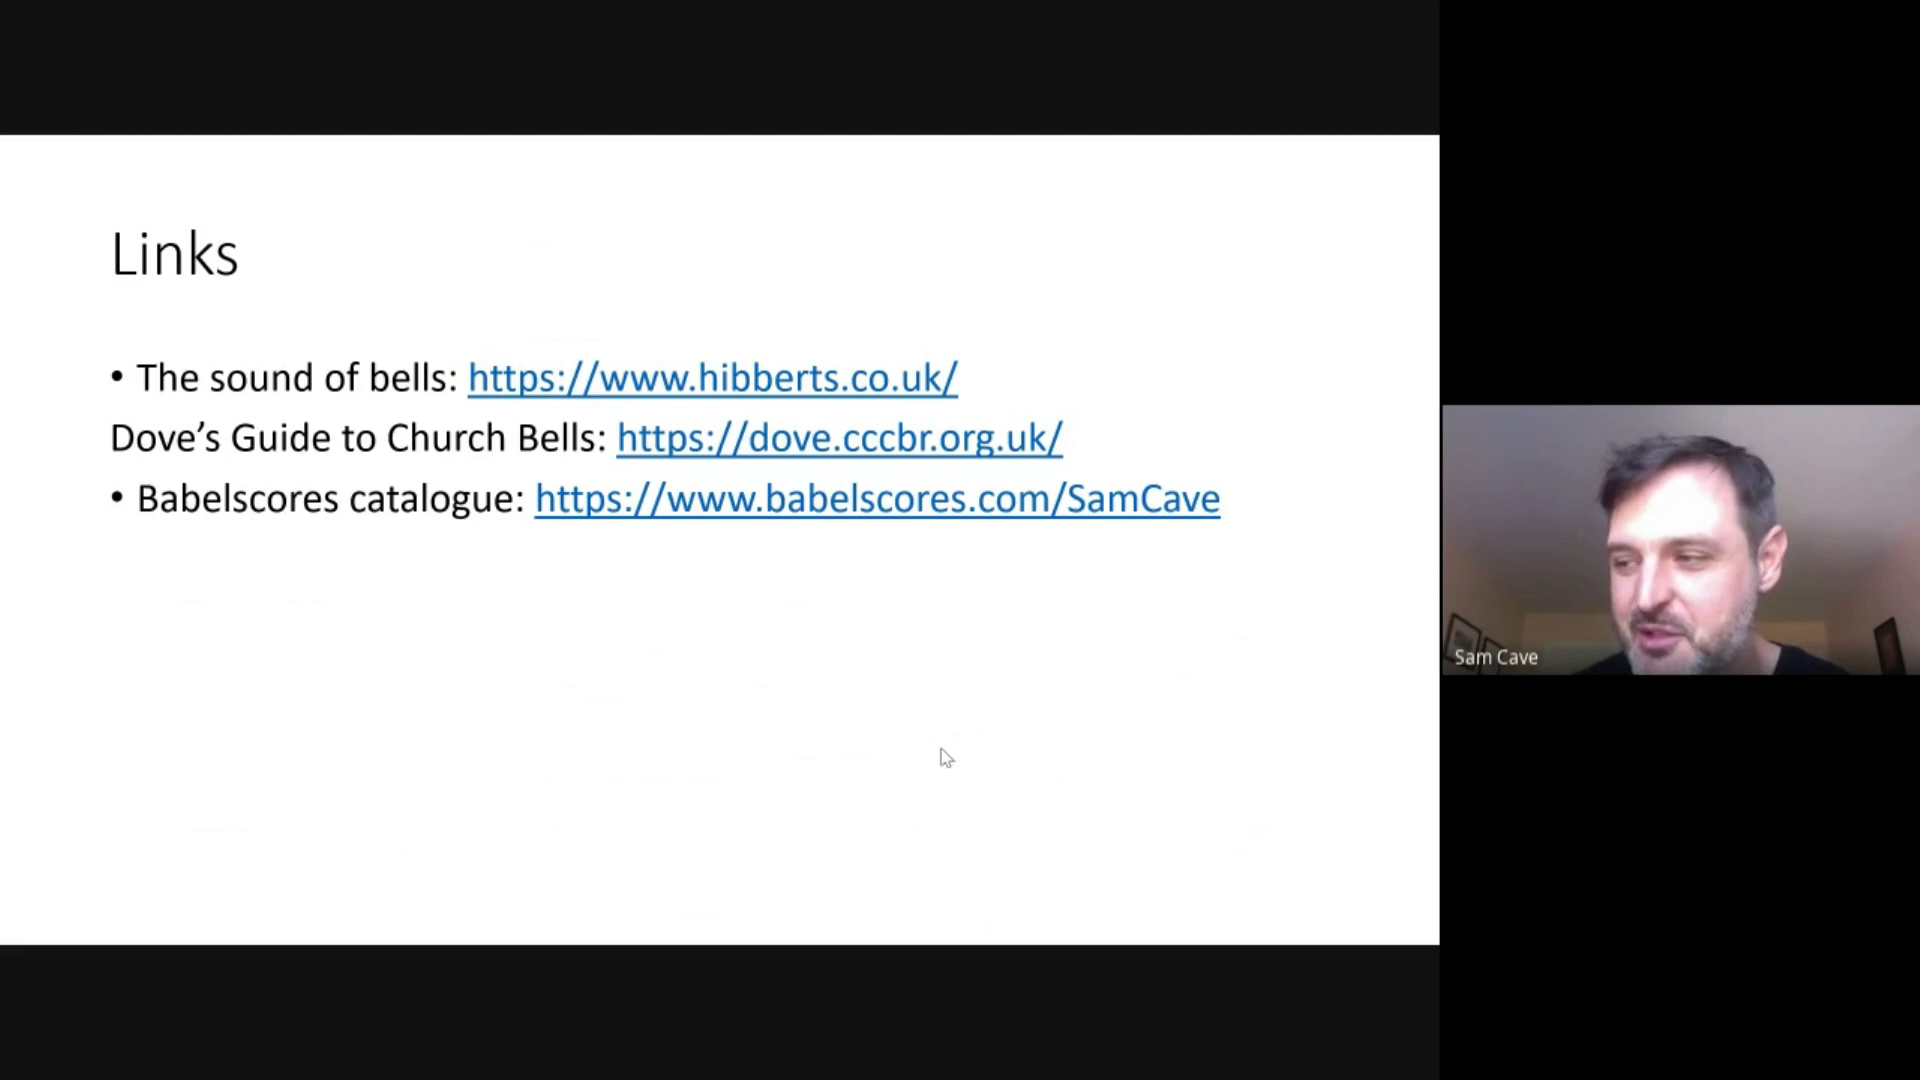 Links
• The sound of bells: https://www.hibberts.co.uk/
Dove’s Guide to Church Bells: https://dove.cccbr.org.uk/
• Babelscores catalogue: https://www.babelscores.com/SamCave
Sam Cave